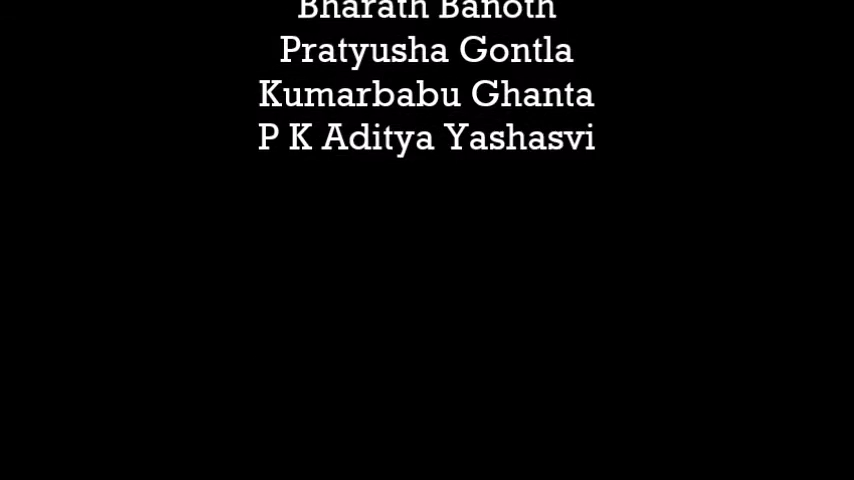 Bharath Banoth
Pratyusha Gontla
Kumarbabu Ghanta
P K Aditya Yashasvi